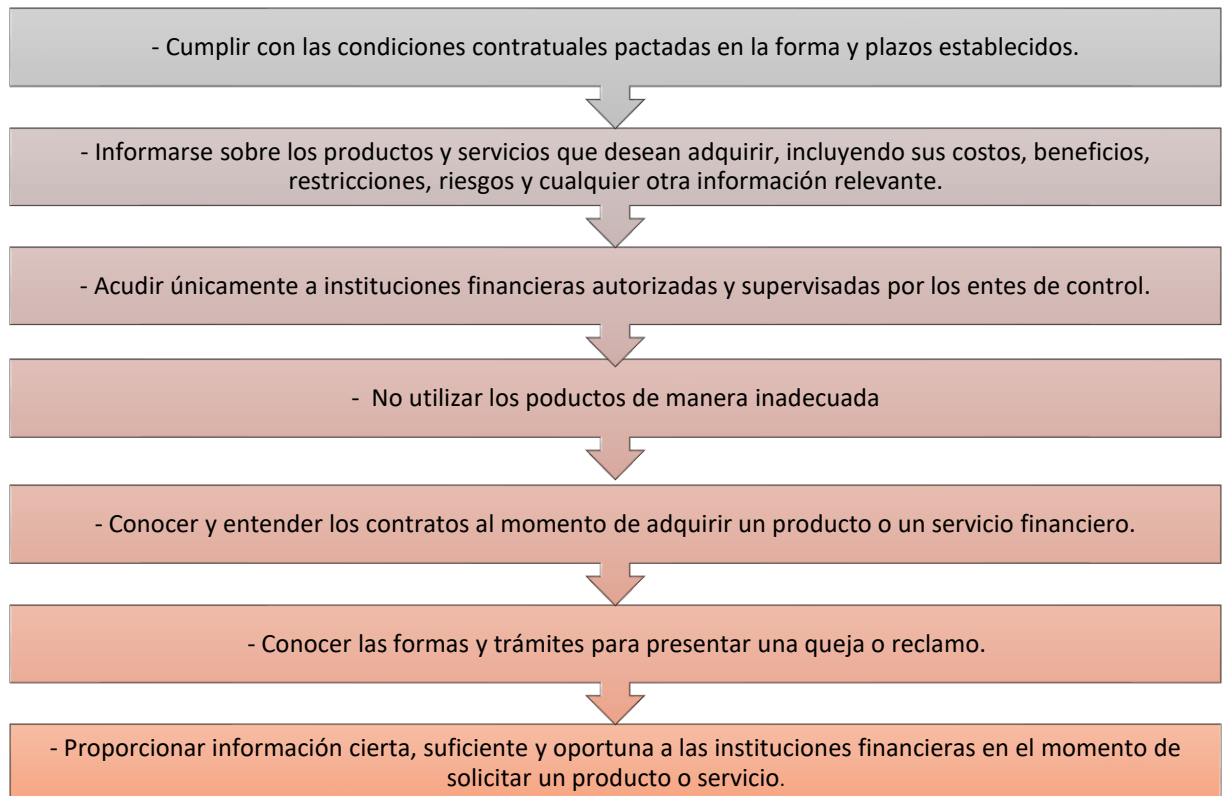 - Cumplir con las condiciones contratuales pactadas en la forma y plazos establecidos.
- Informarse sobre los productos y servicios que desean adquirir, incluyendo sus costos, beneficios,
restricciones, riesgos y cualquier otra información relevante.
- Acudir únicamente a instituciones financieras autorizadas y supervisadas por los entes de control.
- No utilizar los poductos de manera inadecuada
- Conocer y entender los contratos al momento de adquirir un producto o un servicio financiero.
- Conocer las formas y trámites para presentar una queja o reclamo.
- Proporcionar información cierta, suficiente y oportuna a las instituciones financieras en el momento de
solicitar un producto o servicio.